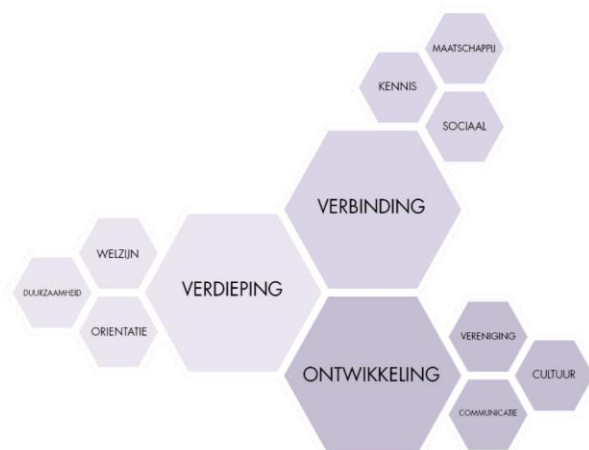 MAATSCHAPPIJ
KENNIS
SOCIAAL
VERBINDING
WELZIJN
VERDIEPING
DUURZAAMHEID
ORIENTATIE
VERENIGING
ONTWIKKELING
CULTUUR
COMMUNICATIE